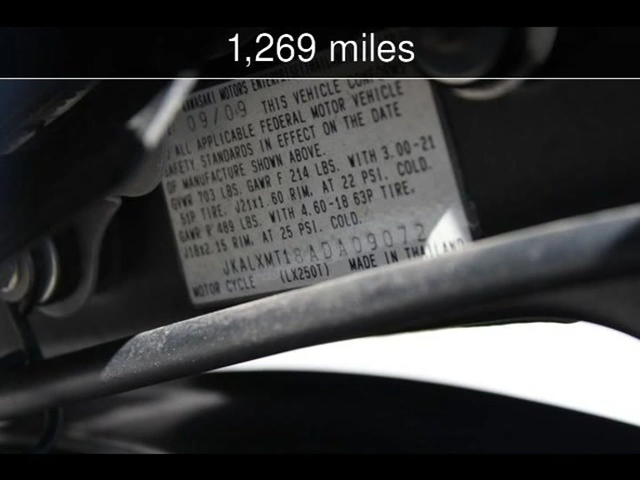 1,269 miles
KAWASAKI MOTORS
09/09 THIS VEHICLE
ALL APPLICABLE FEDERAL MOTOR VEHICLE
SAFETY STANDARDS IN EFFECT ON THE DATE
OF MANUFACTURE SHOWN ABOVE.
GVWR 703 LBS. GAWR F 214 LBS. WITH 3.00-21
51P TIRE, J21x1.60 RIM, AT 22 PSI. COLD.
GAWR R 489 LBS. WITH 4.60-18 63P TIRE,
J18x2.15 RIM, AT 25 PSI. COLD.
JKALXMT18ADA09072
MOTOR CYCLE (LX250T) MADE IN THAILAND